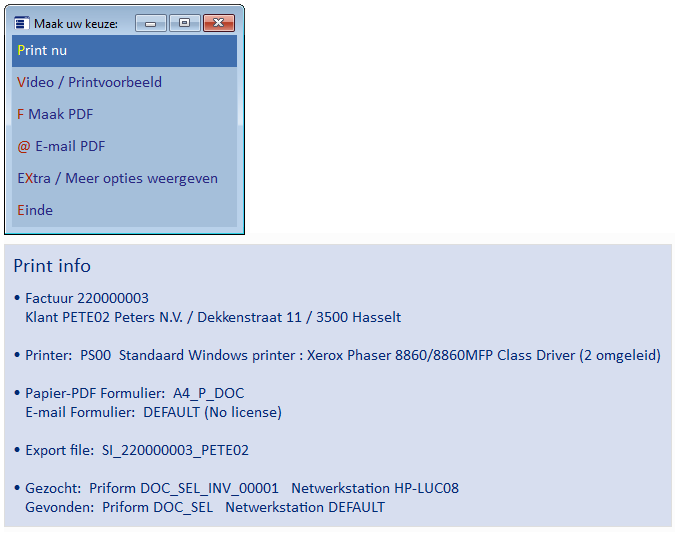 Maak uw keuze:
Print nu
Video / Printvoorbeeld
F Maak PDF
@ E-mail PDF
EXtra / Meer opties weergeven
Einde
Print info
• Factuur 220000003
Klant PETE02 Peters N.V. / Dekkenstraat 11 / 3500 Hasselt
• Printer: PS00 Standaard Windows printer : Xerox Phaser 8860/8860MFP Class Driver (2 omgeleid)
• Papier-PDF Formulier: A4_P_DOC
E-mail Formulier: DEFAULT (No license)
• Export file: SI_220000003_PETE02
• Gezocht: Priform DOC_SEL_INV_00001 Netwerkstation HP-LUC08
Gevonden: Priform DOC_SEL Netwerkstation DEFAULT